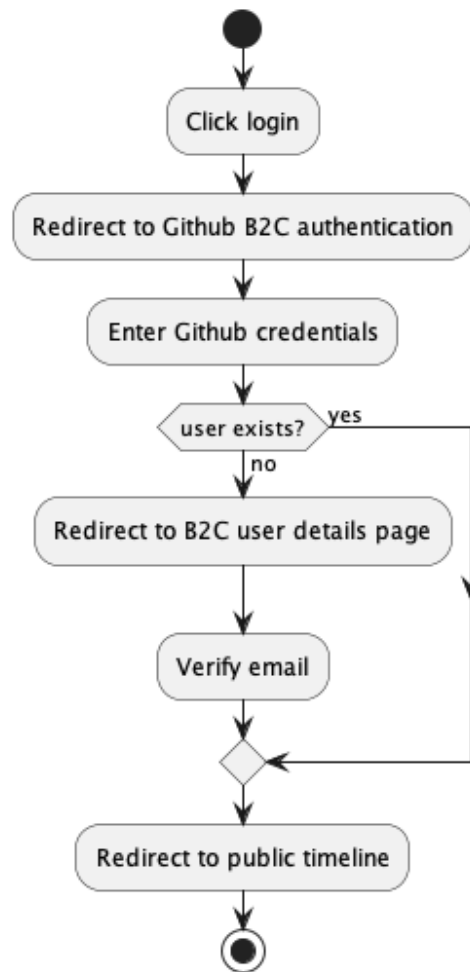 Click login
Redirect to Github B2C authentication
Enter Github credentials
user exists?
yes
no
Redirect to B2C user details page
Verify email
Redirect to public timeline